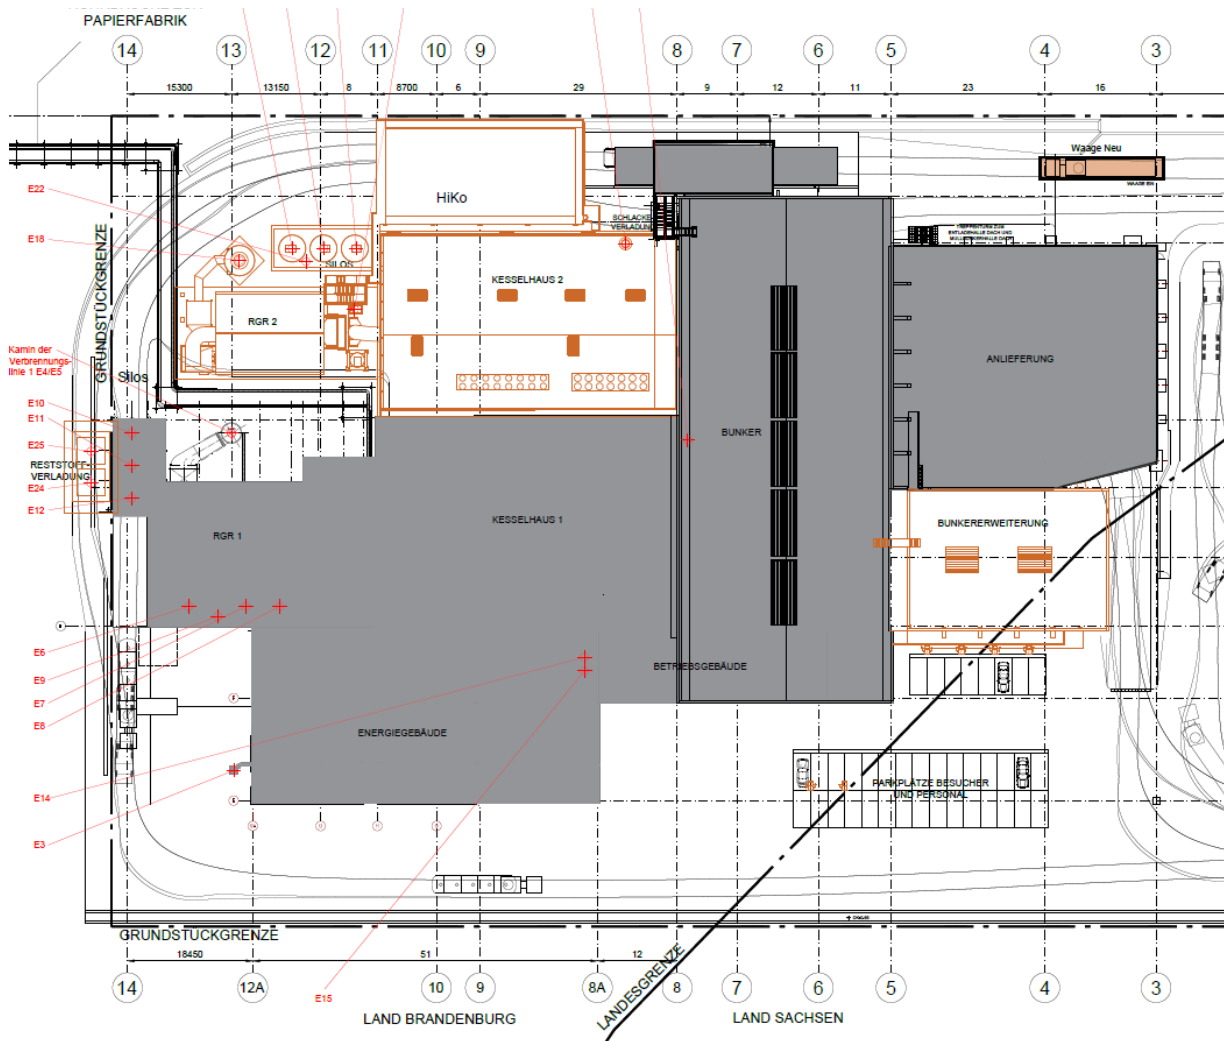 PAPIERFABRIK
14
13
12
11
10
9
8
7
6
5
4
3
15300
13150
8
8700
6
29
9
12
11
23
16
Waage Neu
HiKo
SCHLACKE
VERLADUNG
E22
E18
SILOS
KESSELHAUS 2
RGR 2
ANLIEFERUNG
GRUNDSTÜCKGRENZE
Kamin der
Verbrennungs-
linie 1 E4/E5
Silos
E10
E11
E25
E24
E12
RESTSTOFF-
VERLADUNG
BUNKER
KESSELHAUS 1
RGR 1
BUNKERERWEITERUNG
E6
E9
E7
E8
BETRIEBSGEBÄUDE
ENERGIEGEBÄUDE
PARKPLÄTZE BESUCHER
UND PERSONAL
E14
E3
GRUNDSTÜCKGRENZE
18450
51
12
LANDESGRENZE
14
12A
10
9
8A
8
7
6
5
4
3
E15
LAND BRANDENBURG
LAND SACHSEN